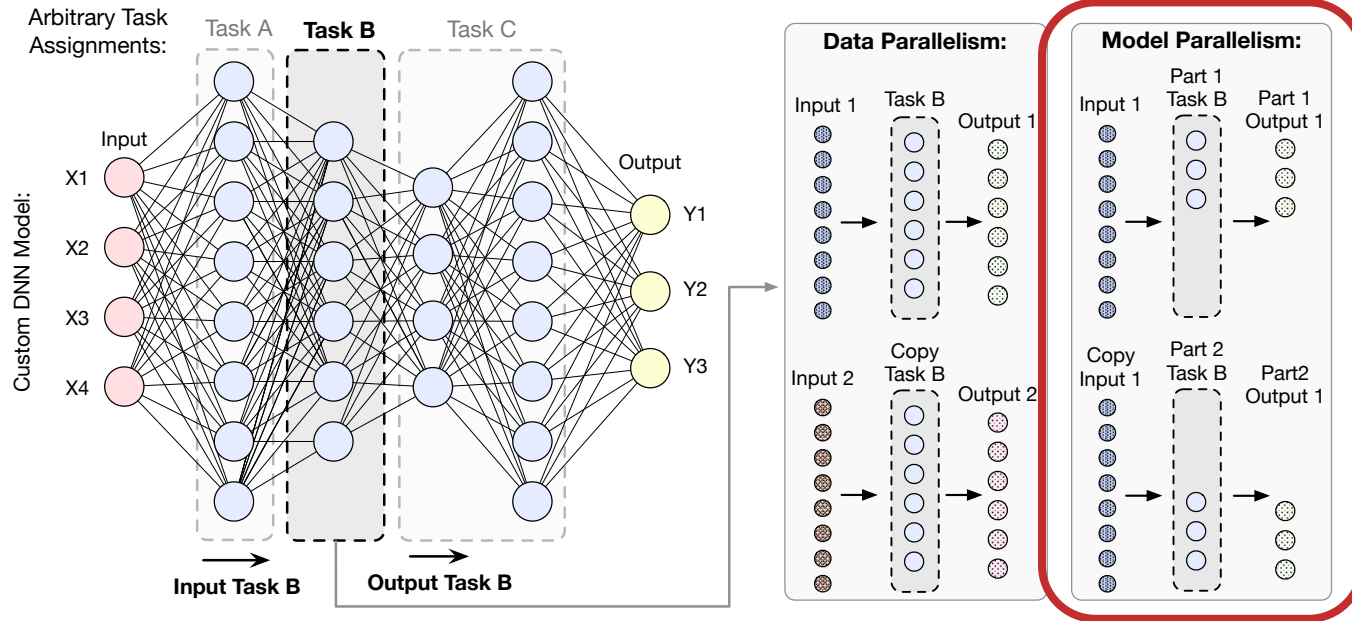 Arbitrary Task
Assignments:
Task A
Task B
Task C
Custom DNN Model:
Input
X1
X2
X3
X4
Output
Y1
Y2
Y3
Input Task B
Output Task B
Data Parallelism:
Input 1
Task B
Output 1
Input 2
Copy
Task B
Output 2
Model Parallelism:
Input 1
Part 1
Task B
Part 1
Output 1
Copy
Input 1
Part 2
Task B
Part2
Output 1